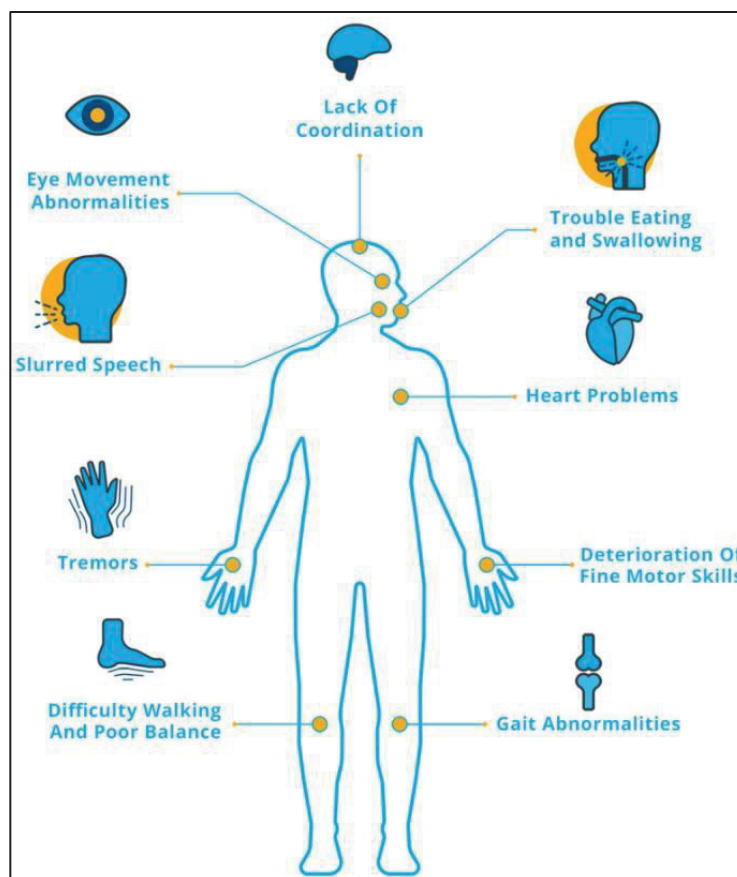 Lack Of
Coordination
Eye Movement
Abnormalities
Trouble Eating
and Swallowing
Slurred Speech
Heart Problems
Tremors
Deterioration Of
Fine Motor Skills
Difficulty Walking
And Poor Balance
Gait Abnormalities